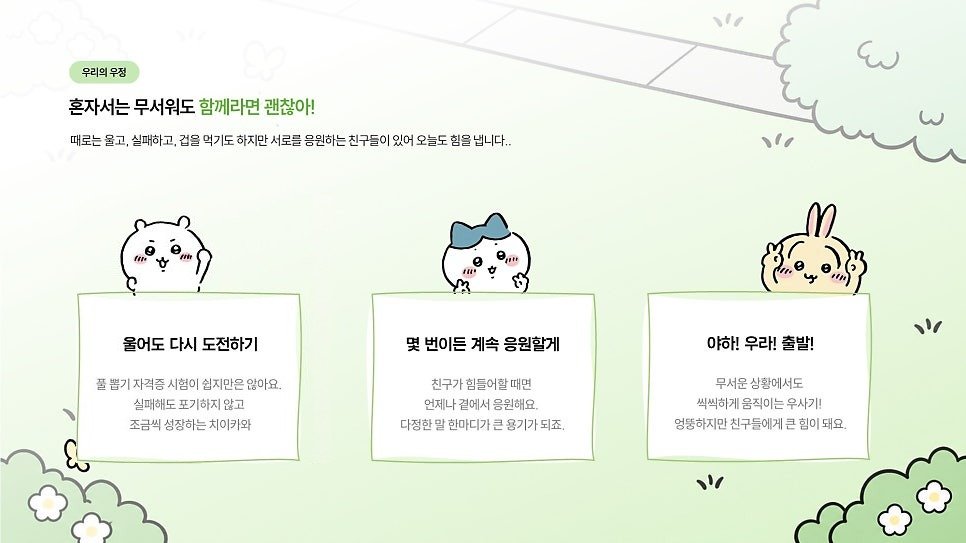 우리의 우정
혼자서는 무서워도 함께라면 괜찮아!
때로는 울고, 실패하고, 겁을 먹기도 하지만 서로를 응원하는 친구들이 있어 오늘도 힘을 냅니다..
울어도 다시 도전하기
풀 뽑기 자격증 시험이 쉽지만은 않아요.
실패해도 포기하지 않고
조금씩 성장하는 치이카와
몇 번이든 계속 응원할게
친구가 힘들어할 때면
언제나 곁에서 응원해요.
다정한 말 한마디가 큰 용기가 되죠.
야하! 우라! 출발!
무서운 상황에서도
씩씩하게 움직이는 우사기!
엉뚱하지만 친구들에게 큰 힘이 돼요.